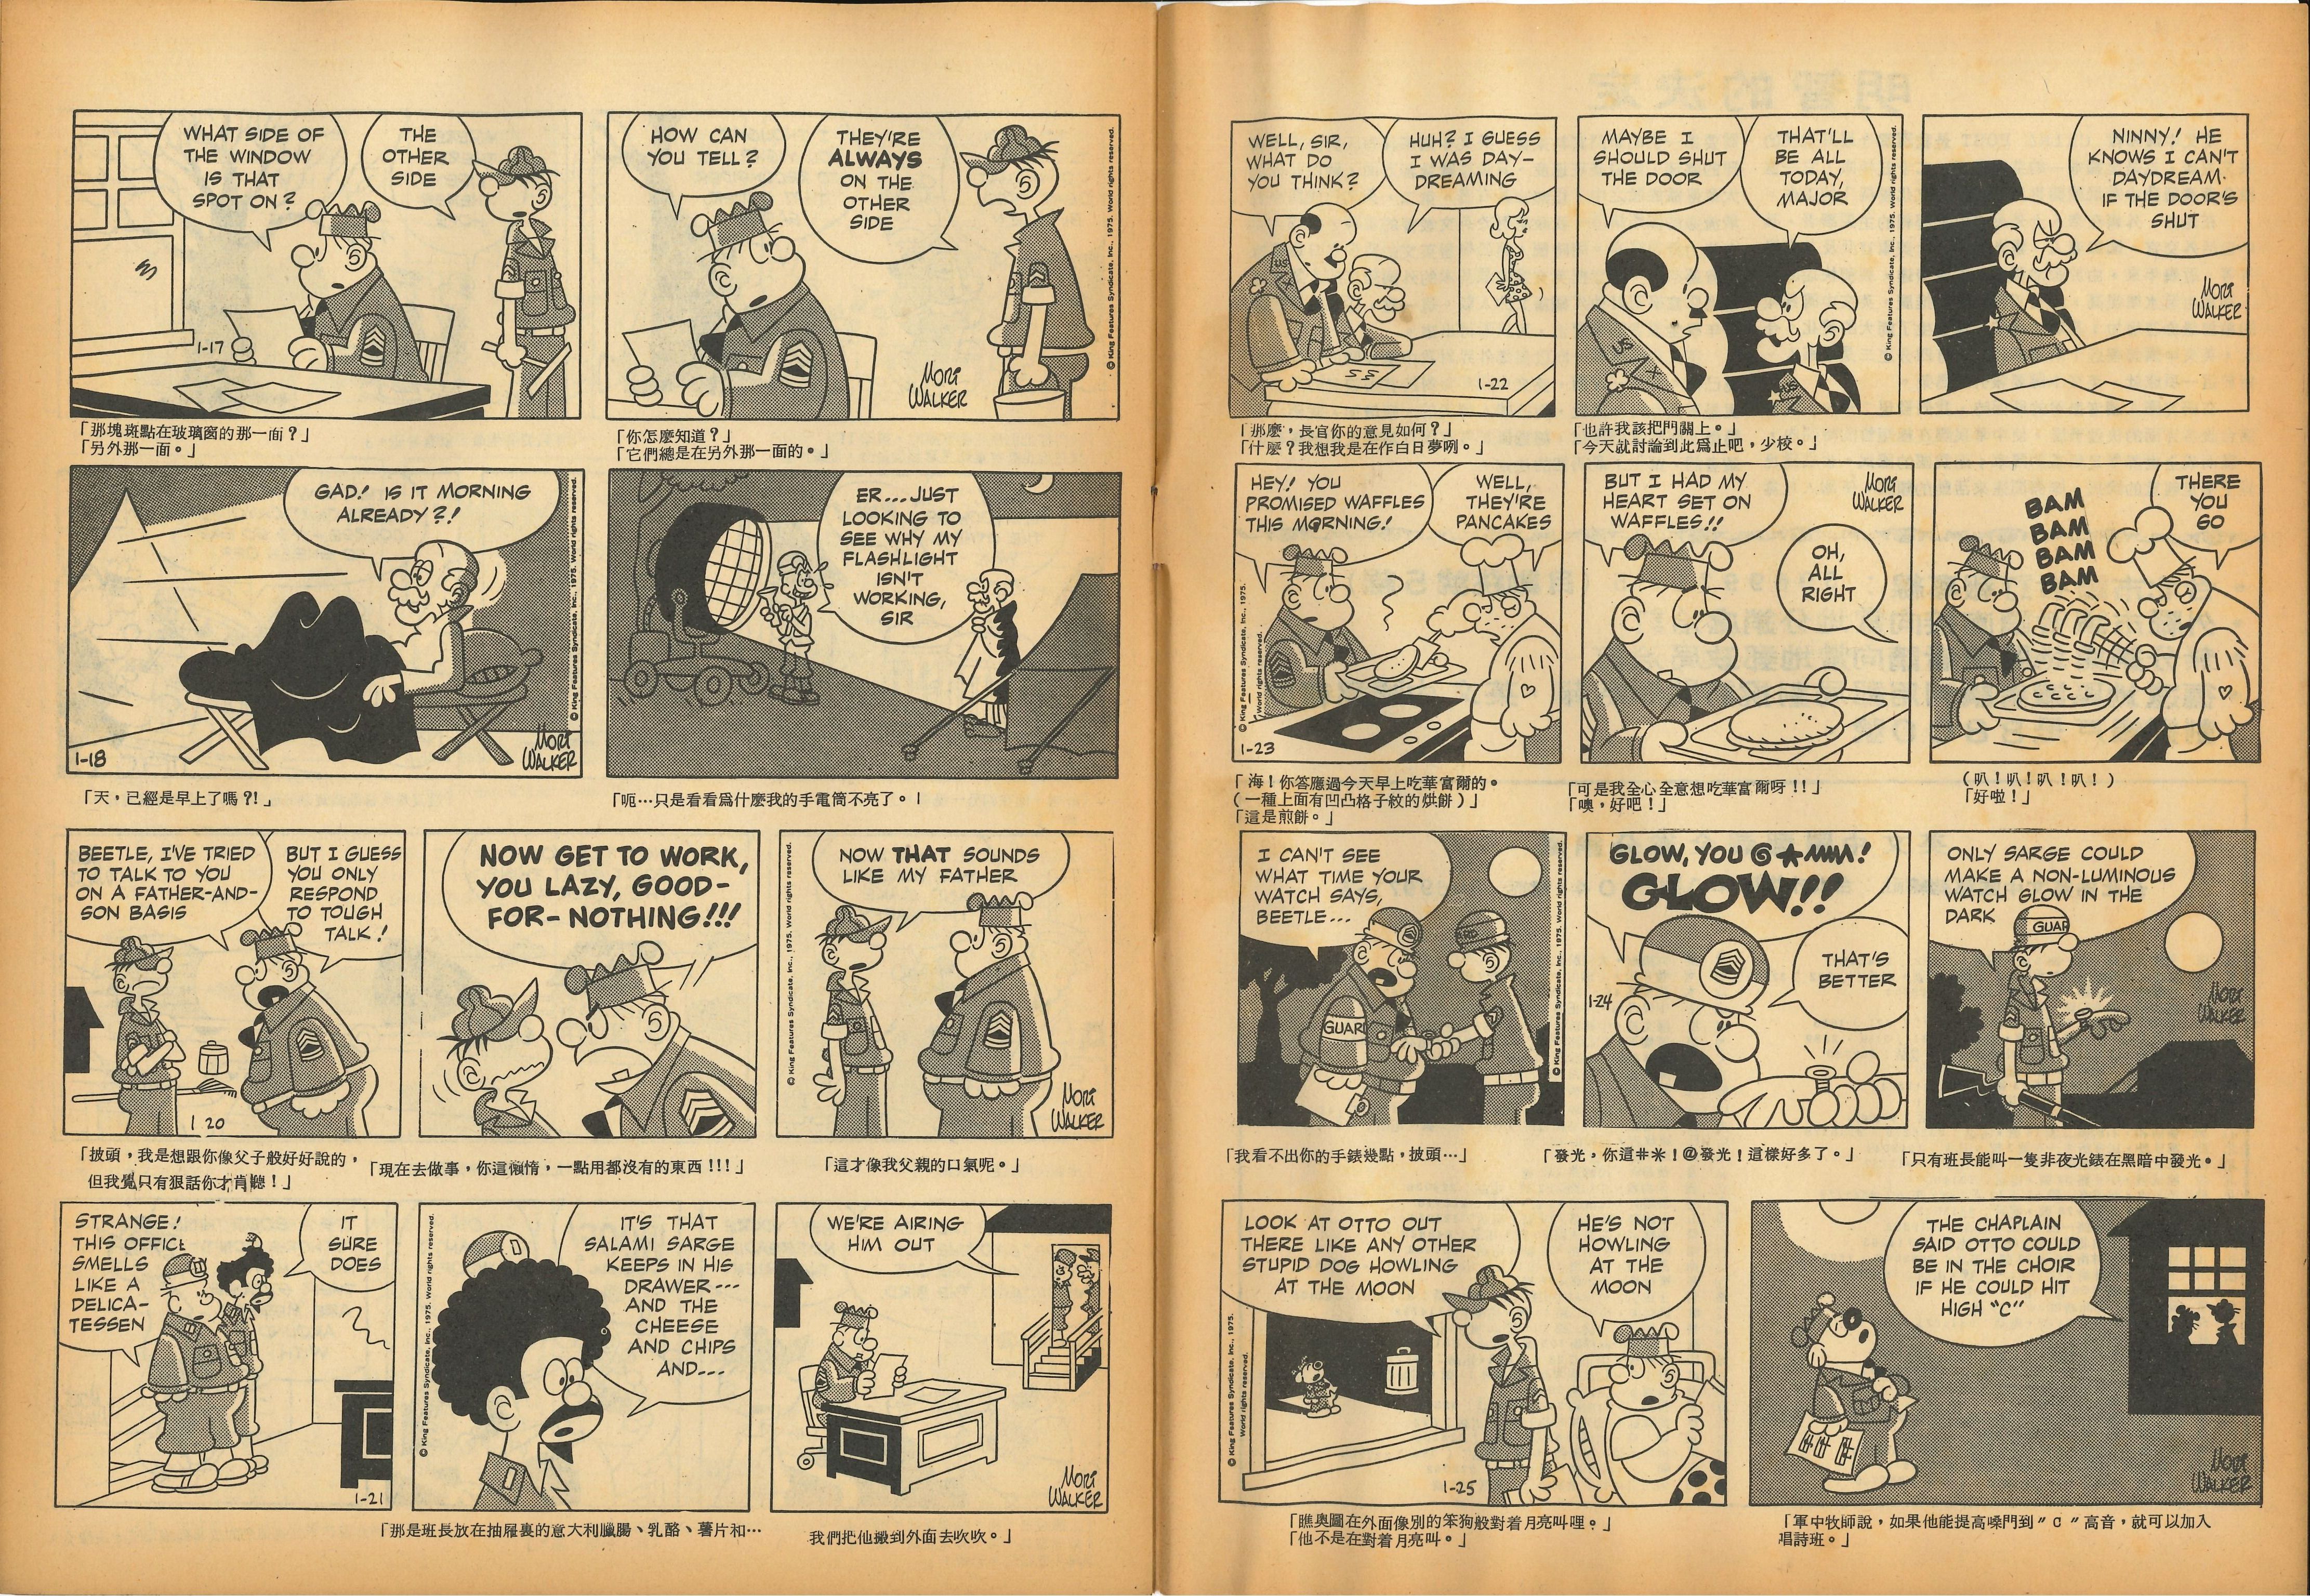 WHAT SIDE OF
THE WINDOW
IS THAT
SPOT ON?
THE
OTHER
SIDE
1-17
「那塊斑點在玻璃窗的那一面？」
「另外那一面。」
HOW CAN
YOU TELL?
THEY'RE
ALWAYS
ON THE
OTHER
SIDE
MORT
WALKER
© King Features Syndicate, Inc., 1975. World rights reserved.
「你怎麼知道？」
「它們總是在另外那一面的。」
GAD! IS IT MORNING
ALREADY?!
1-18
MORT
WALKER
© King Features Syndicate, Inc., 1975. World rights reserved.
「天，已經是早上了嗎?!」
ER...JUST
LOOKING TO
SEE WHY MY
FLASHLIGHT
ISN'T
WORKING,
SIR
「呃…只是看看爲什麼我的手電筒不亮了。」
BEETLE, I'VE TRIED
TO TALK TO YOU
ON A FATHER-AND-
SON BASIS
BUT I GUESS
YOU ONLY
RESPOND
TO TOUGH
TALK!
1 20
「披頭，我是想跟你像父子般好好說的，
但我覺只有狠話你才肯聽！」
NOW GET TO WORK,
YOU LAZY, GOOD-
FOR-NOTHING!!!
「現在去做事，你這懶惰，一點用都沒有的東西!!!」
NOW THAT SOUNDS
LIKE MY FATHER
© King Features Syndicate, Inc., 1975. World rights reserved.
MORT
WALKER
「這才像我父親的口氣呢。」
STRANGE!
THIS OFFICE
SMELLS
LIKE A
DELICA-
TESSEN
IT
SURE
DOES
1-21
IT'S THAT
SALAMI SARGE
KEEPS IN HIS
DRAWER---
AND THE
CHEESE
AND CHIPS
AND...
© King Features Syndicate, Inc., 1975. World rights reserved.
「那是班長放在抽屜裏的意大利臘腸、乳酪、薯片和…
WE'RE AIRING
HIM OUT
MORT
WALKER
我們把他搬到外面去吹吹。」
WELL, SIR,
WHAT DO
YOU THINK?
HUH? I GUESS
I WAS DAY-
DREAMING
US
1-22
「那麼，長官你的意見如何？」
「什麼？我想我是在作白日夢咧。」
MAYBE I
SHOULD SHUT
THE DOOR
THAT'LL
BE ALL
TODAY,
MAJOR
US
© King Features Syndicate, Inc., 1975. World rights reserved.
「也許我該把門關上。」
「今天就討論到此爲止吧，少校。」
NINNY! HE
KNOWS I CAN'T
DAYDREAM
IF THE DOOR'S
SHUT
MORT
WALKER
HEY! YOU
PROMISED WAFFLES
THIS MORNING!
WELL,
THEY'RE
PANCAKES
© King Features Syndicate, Inc., 1975.
World rights reserved.
1-23
「海！你答應過今天早上吃華富爾的。
(一種上面有凹凸格子紋的烘餅)」
「這是煎餅。」
BUT I HAD MY
HEART SET ON
WAFFLES!!
MORT
WALKER
OH,
ALL
RIGHT
「可是我全心全意想吃華富爾呀!!」
「噢，好吧！」
BAM
BAM
BAM
BAM
THERE
YOU
GO
(叭！叭！叭！叭！)
「好啦！」
I CAN'T SEE
WHAT TIME YOUR
WATCH SAYS,
BEETLE...
GUAR
© King Features Syndicate, Inc., 1975. World rights reserved.
「我看不出你的手錶幾點，披頭…」
GLOW, YOU @*!
GLOW!!
THAT'S
BETTER
1-24
「發光，你這#*！@發光！這樣好多了。」
ONLY SARGE COULD
MAKE A NON-LUMINOUS
WATCH GLOW IN THE
DARK
GUAR
MORT
WALKER
「只有班長能叫一隻非夜光錶在黑暗中發光。」
LOOK AT OTTO OUT
THERE LIKE ANY OTHER
STUPID DOG HOWLING
AT THE MOON
HE'S NOT
HOWLING
AT THE
MOON
© King Features Syndicate, Inc., 1975.
World rights reserved.
1-25
「瞧奧圖在外面像別的笨狗般對着月亮叫哩。」
「他不是在對着月亮叫。」
THE CHAPLAIN
SAID OTTO COULD
BE IN THE CHOIR
IF HE COULD HIT
HIGH "C"
MORT
WALKER
「軍中牧師說，如果他能提高嗓門到"C"高音，就可以加入
唱詩班。」